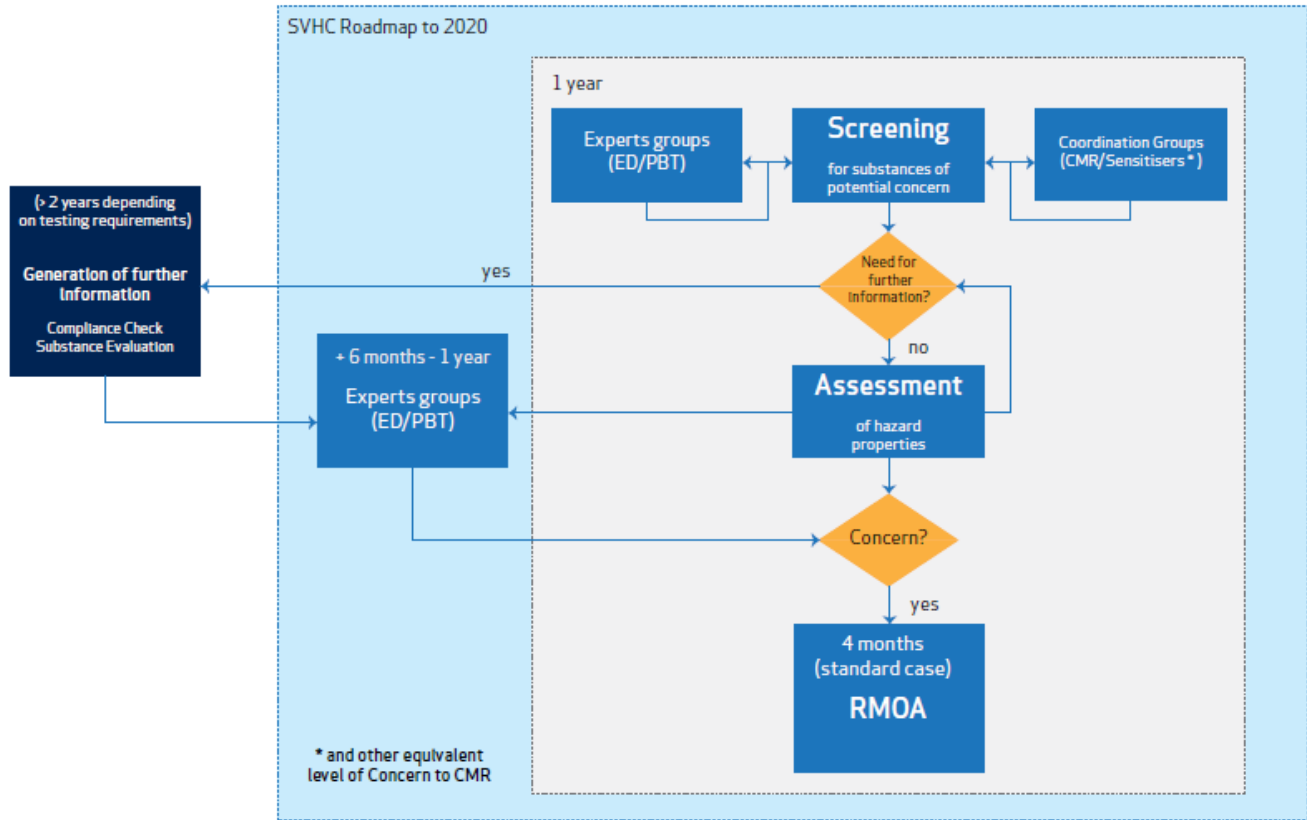 SVHC Roadmap to 2020
1 year
Experts groups
(ED/PBT)
Screening
for substances of
potential concern
Coordination Groups
(CMR/Sensitisers *)
(> 2 years depending
on testing requirements)
Generation of further
information
Compliance Check
Substance Evaluation
yes
Need for
further
information?
no
+ 6 months - 1 year
Experts groups
(ED/PBT)
Assessment
of hazard
properties
Concern?
yes
4 months
(standard case)
RMOA
* and other equivalent
level of Concern to CMR